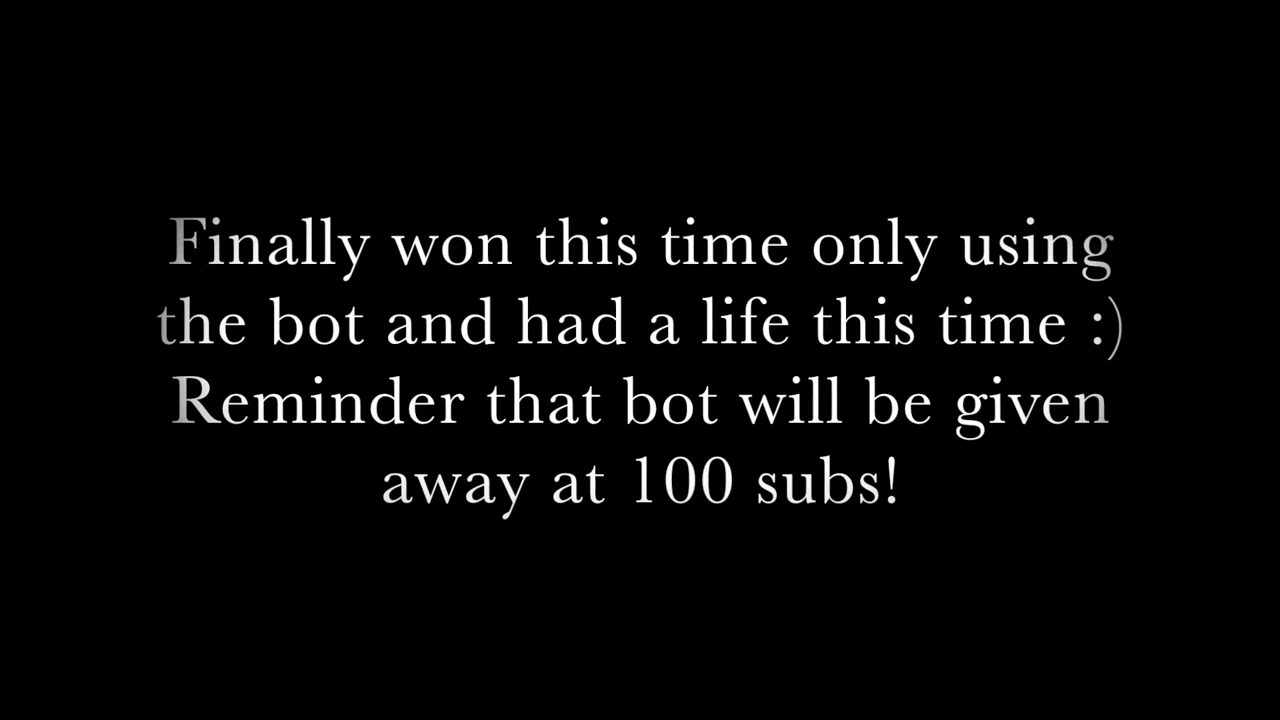 Finally won this time only using
the bot and had a life this time :)
Reminder that bot will be given
away at 100 subs!